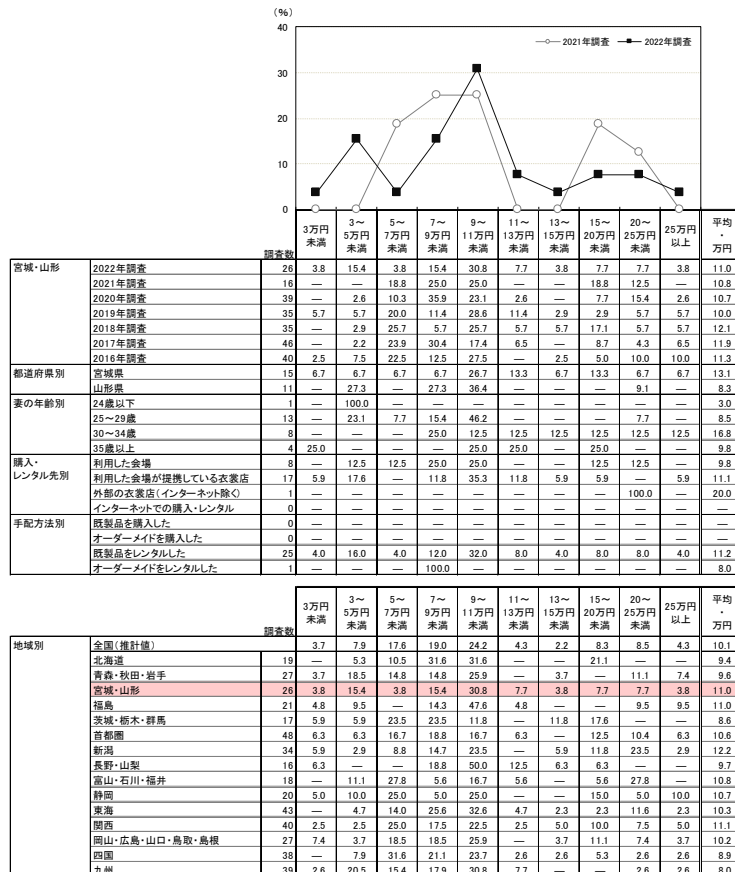 (%)
40
30
20
10
0
2021年調査 2022年調査
調査数 3万円未満 3～5万円未満 5～7万円未満 7～9万円未満 9～11万円未満 11～13万円未満 13～15万円未満 15～20万円未満 20～25万円未満 25万円以上 平均・万円
宮城・山形 2022年調査 26 3.8 15.4 3.8 15.4 30.8 7.7 3.8 7.7 7.7 3.8 11.0
2021年調査 16 — — 18.8 25.0 25.0 — — 18.8 12.5 — 10.8
2020年調査 39 — 2.6 10.3 35.9 23.1 2.6 — 7.7 15.4 2.6 10.7
2019年調査 35 5.7 5.7 20.0 11.4 28.6 11.4 2.9 2.9 5.7 5.7 10.0
2018年調査 35 — 2.9 25.7 5.7 25.7 5.7 5.7 17.1 5.7 5.7 12.1
2017年調査 46 — 2.2 23.9 30.4 17.4 6.5 — 8.7 4.3 6.5 11.9
2016年調査 40 2.5 7.5 22.5 12.5 27.5 — 2.5 5.0 10.0 10.0 11.3
都道府県別 宮城県 15 6.7 6.7 6.7 6.7 26.7 13.3 6.7 13.3 6.7 6.7 13.1
山形県 11 — 27.3 — 27.3 36.4 — — — 9.1 — 8.3
妻の年齢別 24歳以下 1 — 100.0 — — — — — — — — 3.0
25～29歳 13 — 23.1 7.7 15.4 46.2 — — — 7.7 — 8.5
30～34歳 8 — — — 25.0 12.5 12.5 12.5 12.5 12.5 12.5 16.8
35歳以上 4 25.0 — — — 25.0 25.0 — 25.0 — — 9.8
購入・レンタル先別 利用した会場 8 — 12.5 12.5 25.0 25.0 — — 12.5 12.5 — 9.8
利用した会場が提携している衣裳店 17 5.9 17.6 — 11.8 35.3 11.8 5.9 5.9 — 5.9 11.1
外部の衣裳店(インターネット除く) 1 — — — — — — — — 100.0 — 20.0
インターネットでの購入・レンタル 0 — — — — — — — — — — —
手配方法別 既製品を購入した 0 — — — — — — — — — — —
オーダーメイドを購入した 0 — — — — — — — — — — —
既製品をレンタルした 25 4.0 16.0 4.0 12.0 32.0 8.0 4.0 8.0 8.0 4.0 11.2
オーダーメイドをレンタルした 1 — — — 100.0 — — — — — — 8.0
調査数 3万円未満 3～5万円未満 5～7万円未満 7～9万円未満 9～11万円未満 11～13万円未満 13～15万円未満 15～20万円未満 20～25万円未満 25万円以上 平均・万円
地域別 全国(推計値) 3.7 7.9 17.6 19.0 24.2 4.3 2.2 8.3 8.5 4.3 10.1
北海道 19 — 5.3 10.5 31.6 31.6 — — 21.1 — — 9.4
青森・秋田・岩手 27 3.7 18.5 14.8 14.8 25.9 — 3.7 — 11.1 7.4 9.6
宮城・山形 26 3.8 15.4 3.8 15.4 30.8 7.7 3.8 7.7 7.7 3.8 11.0
福島 21 4.8 9.5 — 14.3 47.6 4.8 — — 9.5 9.5 11.0
茨城・栃木・群馬 17 5.9 5.9 23.5 23.5 11.8 — 11.8 17.6 — — 8.6
首都圏 48 6.3 6.3 16.7 18.8 16.7 6.3 — 12.5 10.4 6.3 10.6
新潟 34 5.9 2.9 8.8 14.7 23.5 — 5.9 11.8 23.5 2.9 12.2
長野・山梨 16 6.3 — — 18.8 50.0 12.5 6.3 6.3 — — 9.7
富山・石川・福井 18 — 11.1 27.8 5.6 16.7 5.6 — 5.6 27.8 — 10.8
静岡 20 5.0 10.0 25.0 5.0 25.0 — — 15.0 5.0 10.0 10.7
東海 43 — 4.7 14.0 25.6 32.6 4.7 2.3 2.3 11.6 2.3 10.3
関西 40 2.5 2.5 25.0 17.5 22.5 2.5 5.0 10.0 7.5 5.0 11.1
岡山・広島・山口・鳥取・島根 27 7.4 3.7 18.5 18.5 25.9 — 3.7 11.1 7.4 3.7 10.2
四国 38 — 7.9 31.6 21.1 23.7 2.6 2.6 5.3 2.6 2.6 8.9
九州 39 2.6 20.5 15.4 17.9 30.8 7.7 — — 2.6 2.6 8.0